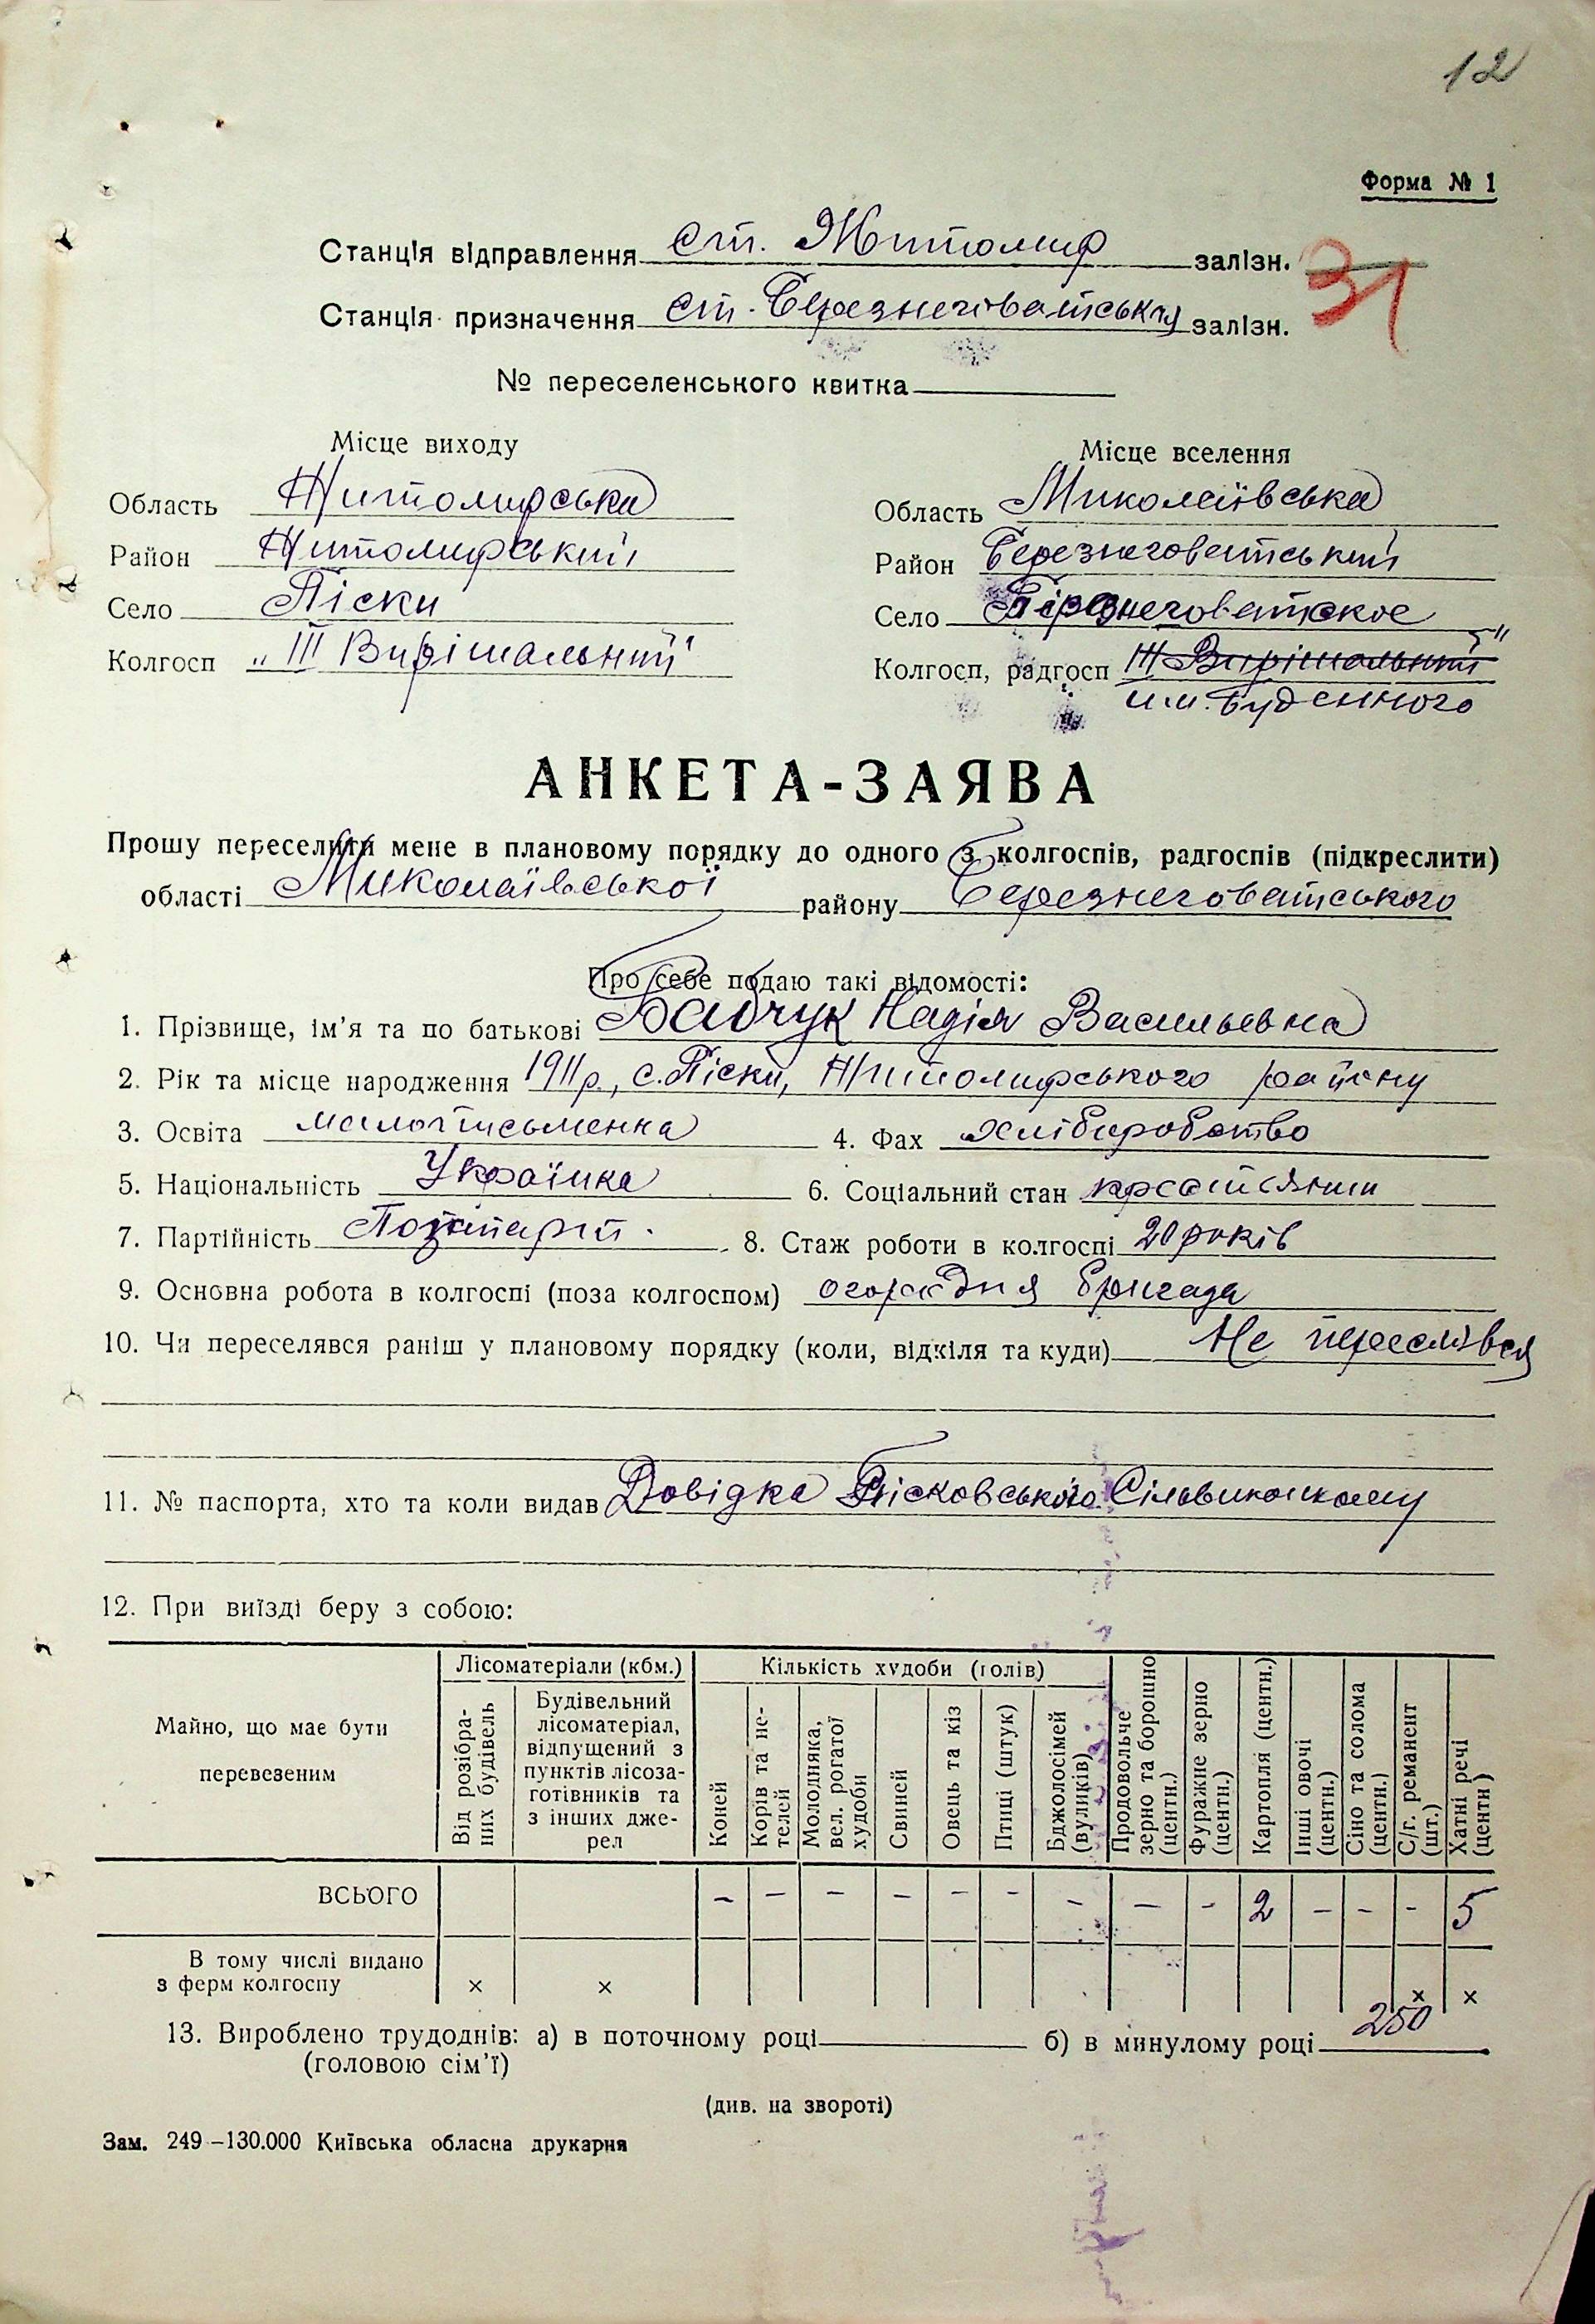 12
Форма № 1
Станція відправлення ст. Житомир залізн. 31
Станція призначення ст. Березнегіватська залізн.
№ переселенського квитка
Місце виходу
Місце вселення
Область Житомирська
Область Миколаївська
Район Житомирський
Район Березнеговатський
Село Піски
Село Березнеговатское
Колгосп „III Вирішальний"
Колгосп, радгосп III Вирішальний"
и.и. Буденного
АНКЕТА-ЗАЯВА
Прошу переселити мене в плановому порядку до одного з колгоспів, радгоспів (підкреслити)
області Миколаївської району Березнеговатського
Про себе подаю такі відомості:
1. Прізвище, ім'я та по батькові Бабчук Надія Васильевна
2. Рік та місце народження 1911 р., с. Піски, Житомирського району
3. Освіта малописьменна 4. Фах хліборобство
5. Національність Українка 6. Соціальний стан
7. Партійність 8. Стаж роботи в колгоспі 20 років
9. Основна робота в колгоспі (поза колгоспом) огородня бригада
10. Чи переселявся раніш у плановому порядку (коли, відкіля та куди) Не переселявся
11. № паспорта, хто та коли видав Довідка Пісковського Сільвиконкому
12. При виїзді беру з собою:
Майно, що має бути перевезеним
Лісоматеріали (кбм.)
Кількість худоби (голів)
Від розібраних будівель
Будівельний лісоматеріал, відпущений з пунктів лісозаготівників та з інших джерел
Коней
Корів та нетелей
Молодняка, вел. рогатої худоби
Свиней
Овець та кіз
Птиці (штук)
Бджолосімей (вуликів)
Продовольче зерно та борошно (центн.)
Фуражне зерно (центн.)
Картоплі (центн.)
Інші овочі (центн.)
Сіно та солома (центн.)
С/г. реманент (шт.)
Хатні речі (центн)
ВСЬОГО – – – – – – – – – 2 – – – 5
В тому числі видано
з ферм колгоспу × × × ×
13. Вироблено трудоднів: а) в поточному році б) в минулому році 250
(головою сім'ї)
(див. на звороті)
Зам. 249–130.000 Київська обласна друкарня